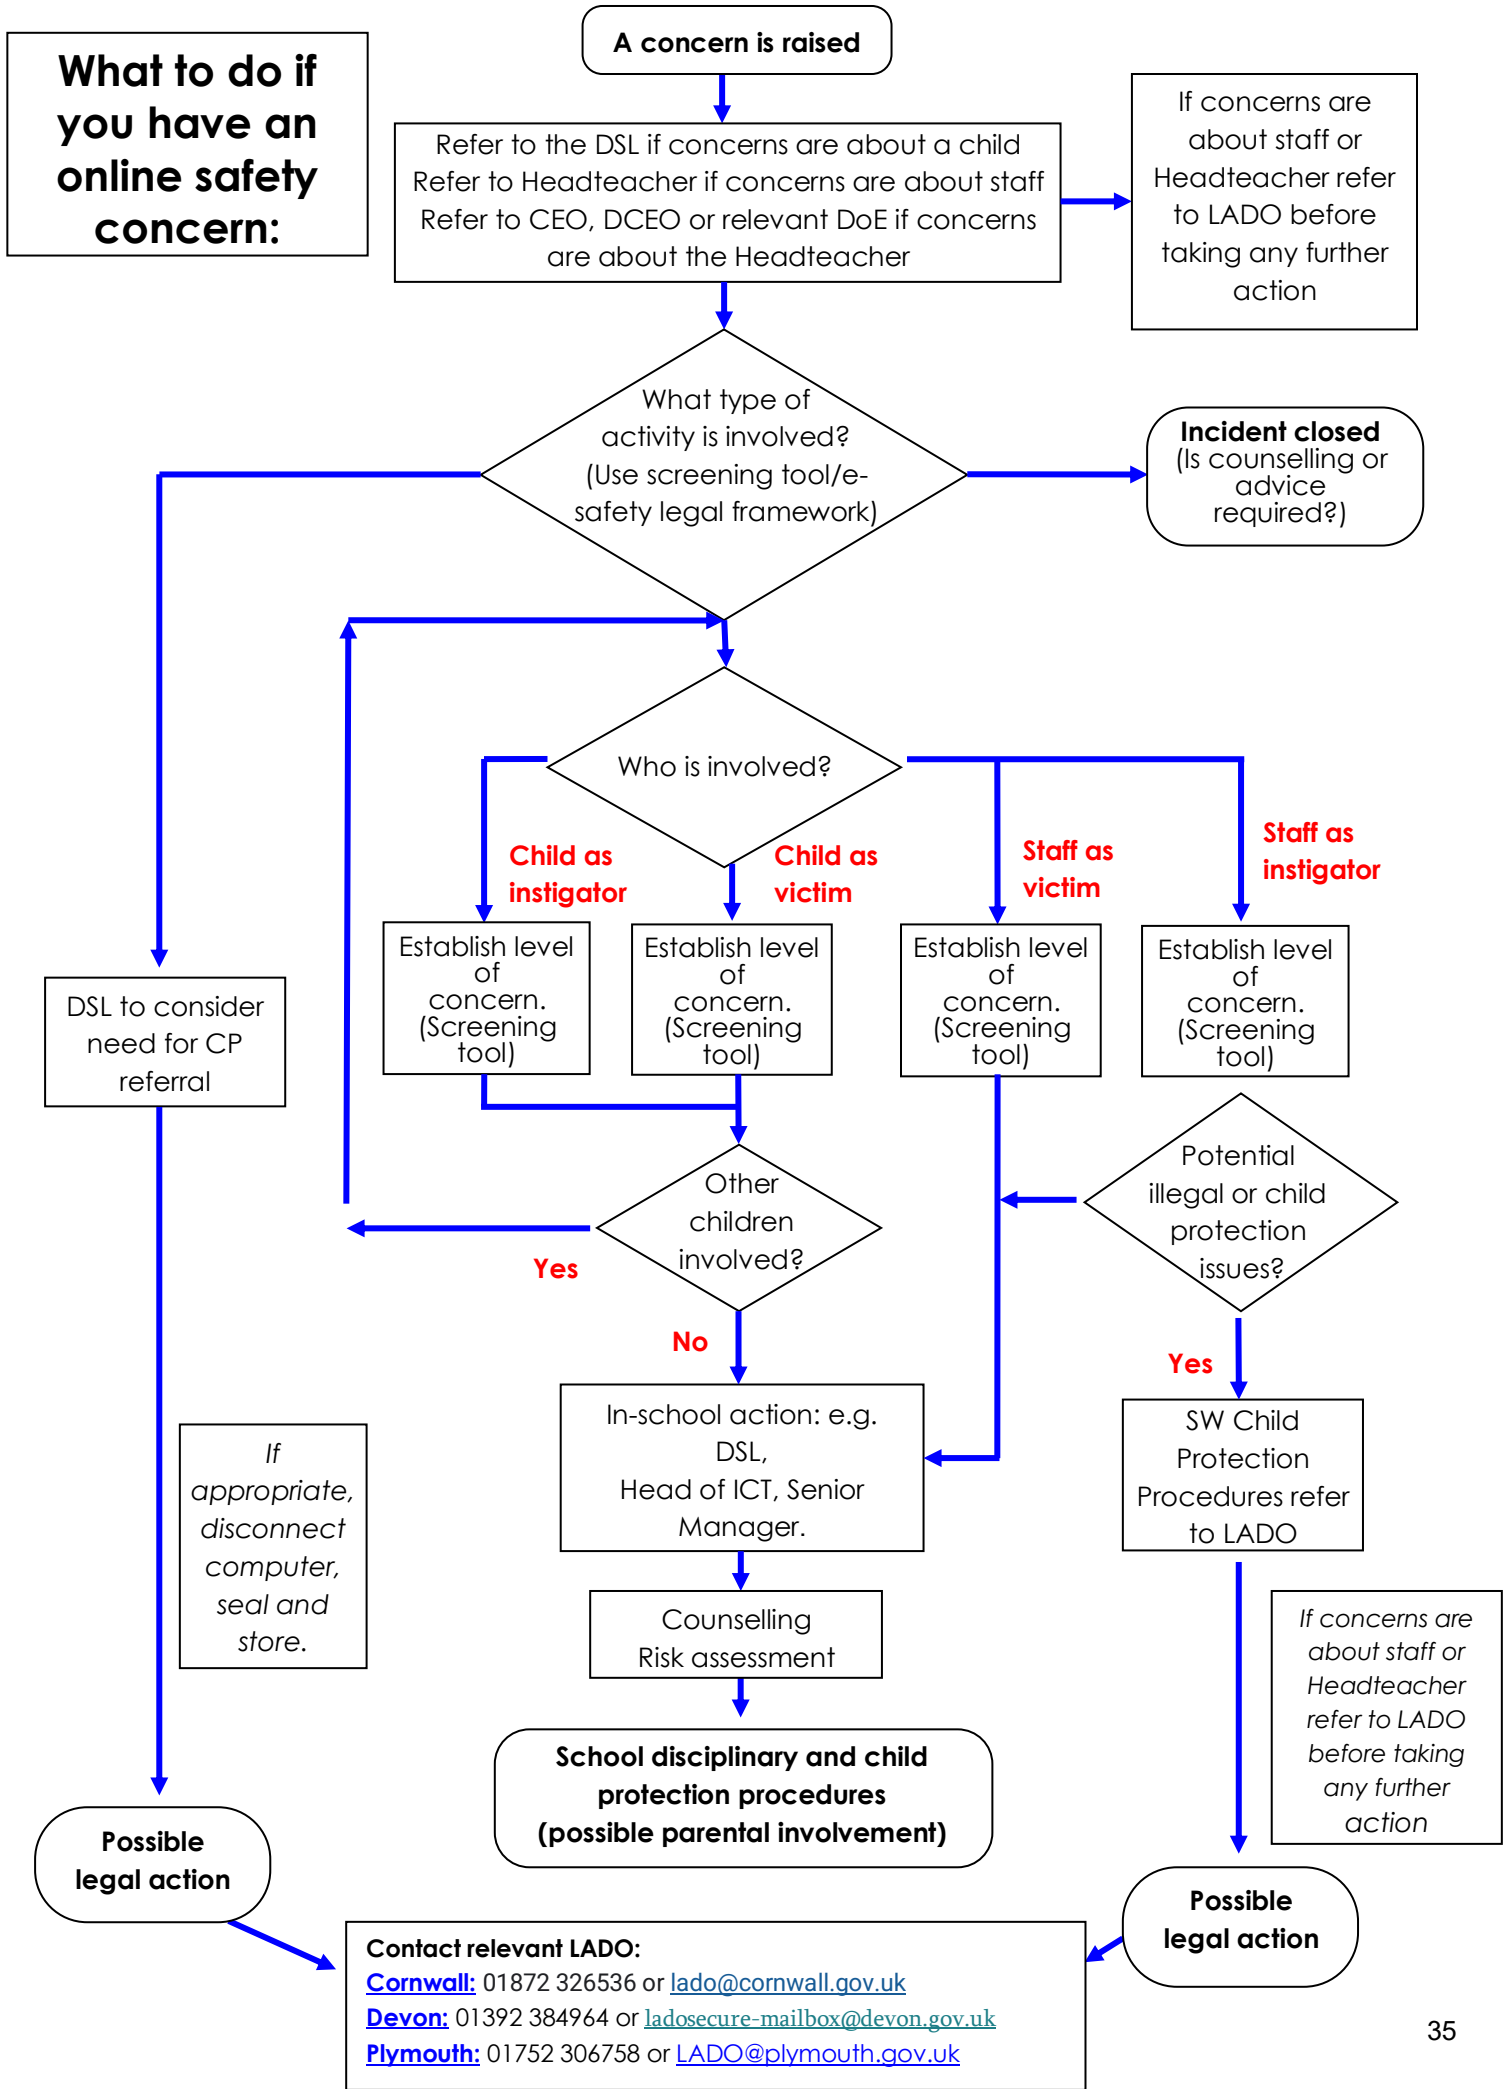 What to do if
you have an
online safety
concern:
A concern is raised
Refer to the DSL if concerns are about a child
Refer to Headteacher if concerns are about staff
Refer to CEO, DCEO or relevant DoE if concerns
are about the Headteacher
If concerns are
about staff or
Headteacher refer
to LADO before
taking any further
action
What type of
activity is involved?
(Use screening tool/e-
safety legal framework)
Incident closed
(Is counselling or
advice
required?)
Who is involved?
Child as
instigator
Child as
victim
Staff as
victim
Staff as
instigator
Establish level
of
concern.
(Screening
tool)
Establish level
of
concern.
(Screening
tool)
Establish level
of
concern.
(Screening
tool)
Establish level
of
concern.
(Screening
tool)
DSL to consider
need for CP
referral
Other
children
involved?
Yes
No
Potential
illegal or child
protection
issues?
Yes
In-school action: e.g.
DSL,
Head of ICT, Senior
Manager.
SW Child
Protection
Procedures refer
to LADO
If
appropriate,
disconnect
computer,
seal and
store.
Counselling
Risk assessment
If concerns are
about staff or
Headteacher
refer to LADO
before taking
any further
action
School disciplinary and child
protection procedures
(possible parental involvement)
Possible
legal action
Possible
legal action
Contact relevant LADO:
Cornwall: 01872 326536 or lado@cornwall.gov.uk
Devon: 01392 384964 or ladosecure-mailbox@devon.gov.uk
Plymouth: 01752 306758 or LADO@plymouth.gov.uk
35